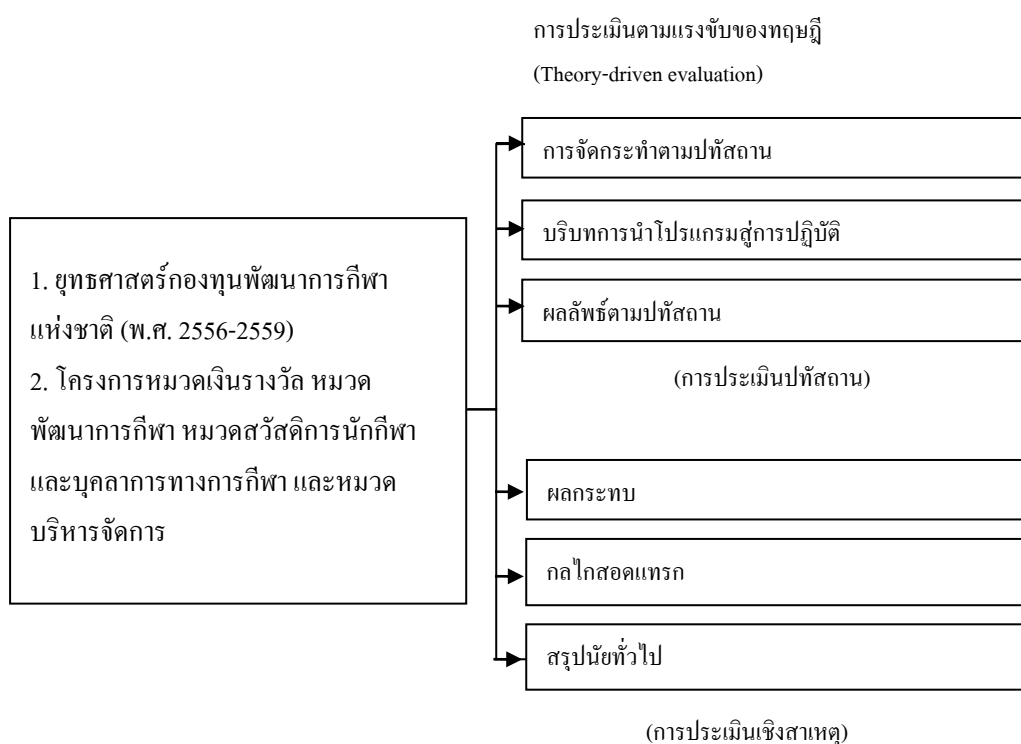 การประเมินตามแรงขับของทฤษฎี
(Theory-driven evaluation)
การจัดกระทำตามปทัสถาน
บริบทการนำโปรแกรมสู่การปฏิบัติ
ผลลัพธ์ตามปทัสถาน
(การประเมินปทัสถาน)
1. ยุทธศาสตร์กองทุนพัฒนาการกีฬา
แห่งชาติ (พ.ศ. 2556-2559)
2. โครงการหมวดเงินรางวัล หมวด
พัฒนาการกีฬา หมวดสวัสดิการนักกีฬา
และบุคลาการทางการกีฬา และหมวด
บริหารจัดการ
ผลกระทบ
กลไกสอดแทรก
สรุปนัยทั่วไป
(การประเมินเชิงสาเหตุ)